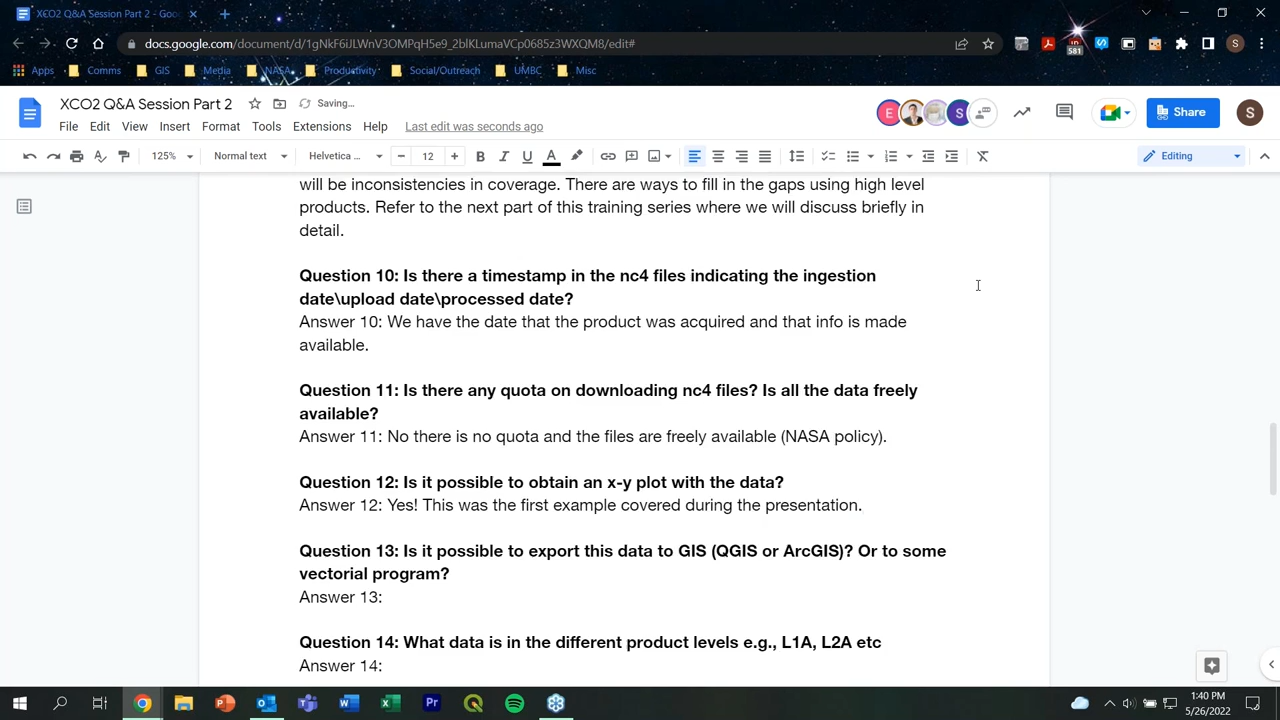 XCO2 Q&A Session Part 2 - Goo
docs.google.com/document/d/1gNkF6iJLWnV3OMPqH5e9_2blKLumaVCp0685z3WXQM8/edit#
581
S
Apps Comms GIS Media NASA Productivity Social/Outreach UMBC Misc
XCO2 Q&A Session Part 2 Saving…
E S Share S
File Edit View Insert Format Tools Extensions Help Last edit was seconds ago
125% Normal text Helvetica ... 12 B I U A Editing
will be inconsistencies in coverage. There are ways to fill in the gaps using high level
products. Refer to the next part of this training series where we will discuss briefly in
detail.
Question 10: Is there a timestamp in the nc4 files indicating the ingestion
date\upload date\processed date?
Answer 10: We have the date that the product was acquired and that info is made
available.
Question 11: Is there any quota on downloading nc4 files? Is all the data freely
available?
Answer 11: No there is no quota and the files are freely available (NASA policy).
Question 12: Is it possible to obtain an x-y plot with the data?
Answer 12: Yes! This was the first example covered during the presentation.
Question 13: Is it possible to export this data to GIS (QGIS or ArcGIS)? Or to some
vectorial program?
Answer 13:
Question 14: What data is in the different product levels e.g., L1A, L2A etc
Answer 14:
1:40 PM
5/26/2022